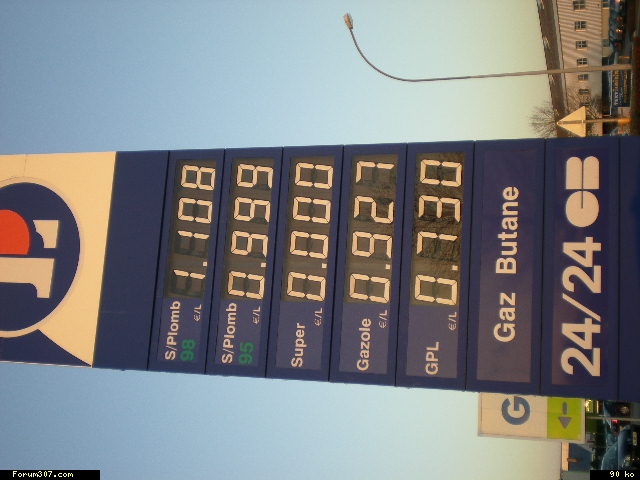 E
S/Plomb 98 1.108 €/L
S/Plomb 95 0.999 €/L
Super 0.000 €/L
Gazole 0.927 €/L
GPL 0.730 €/L
Gaz Butane
24/24 CB
G
Forum307.com
90 ko